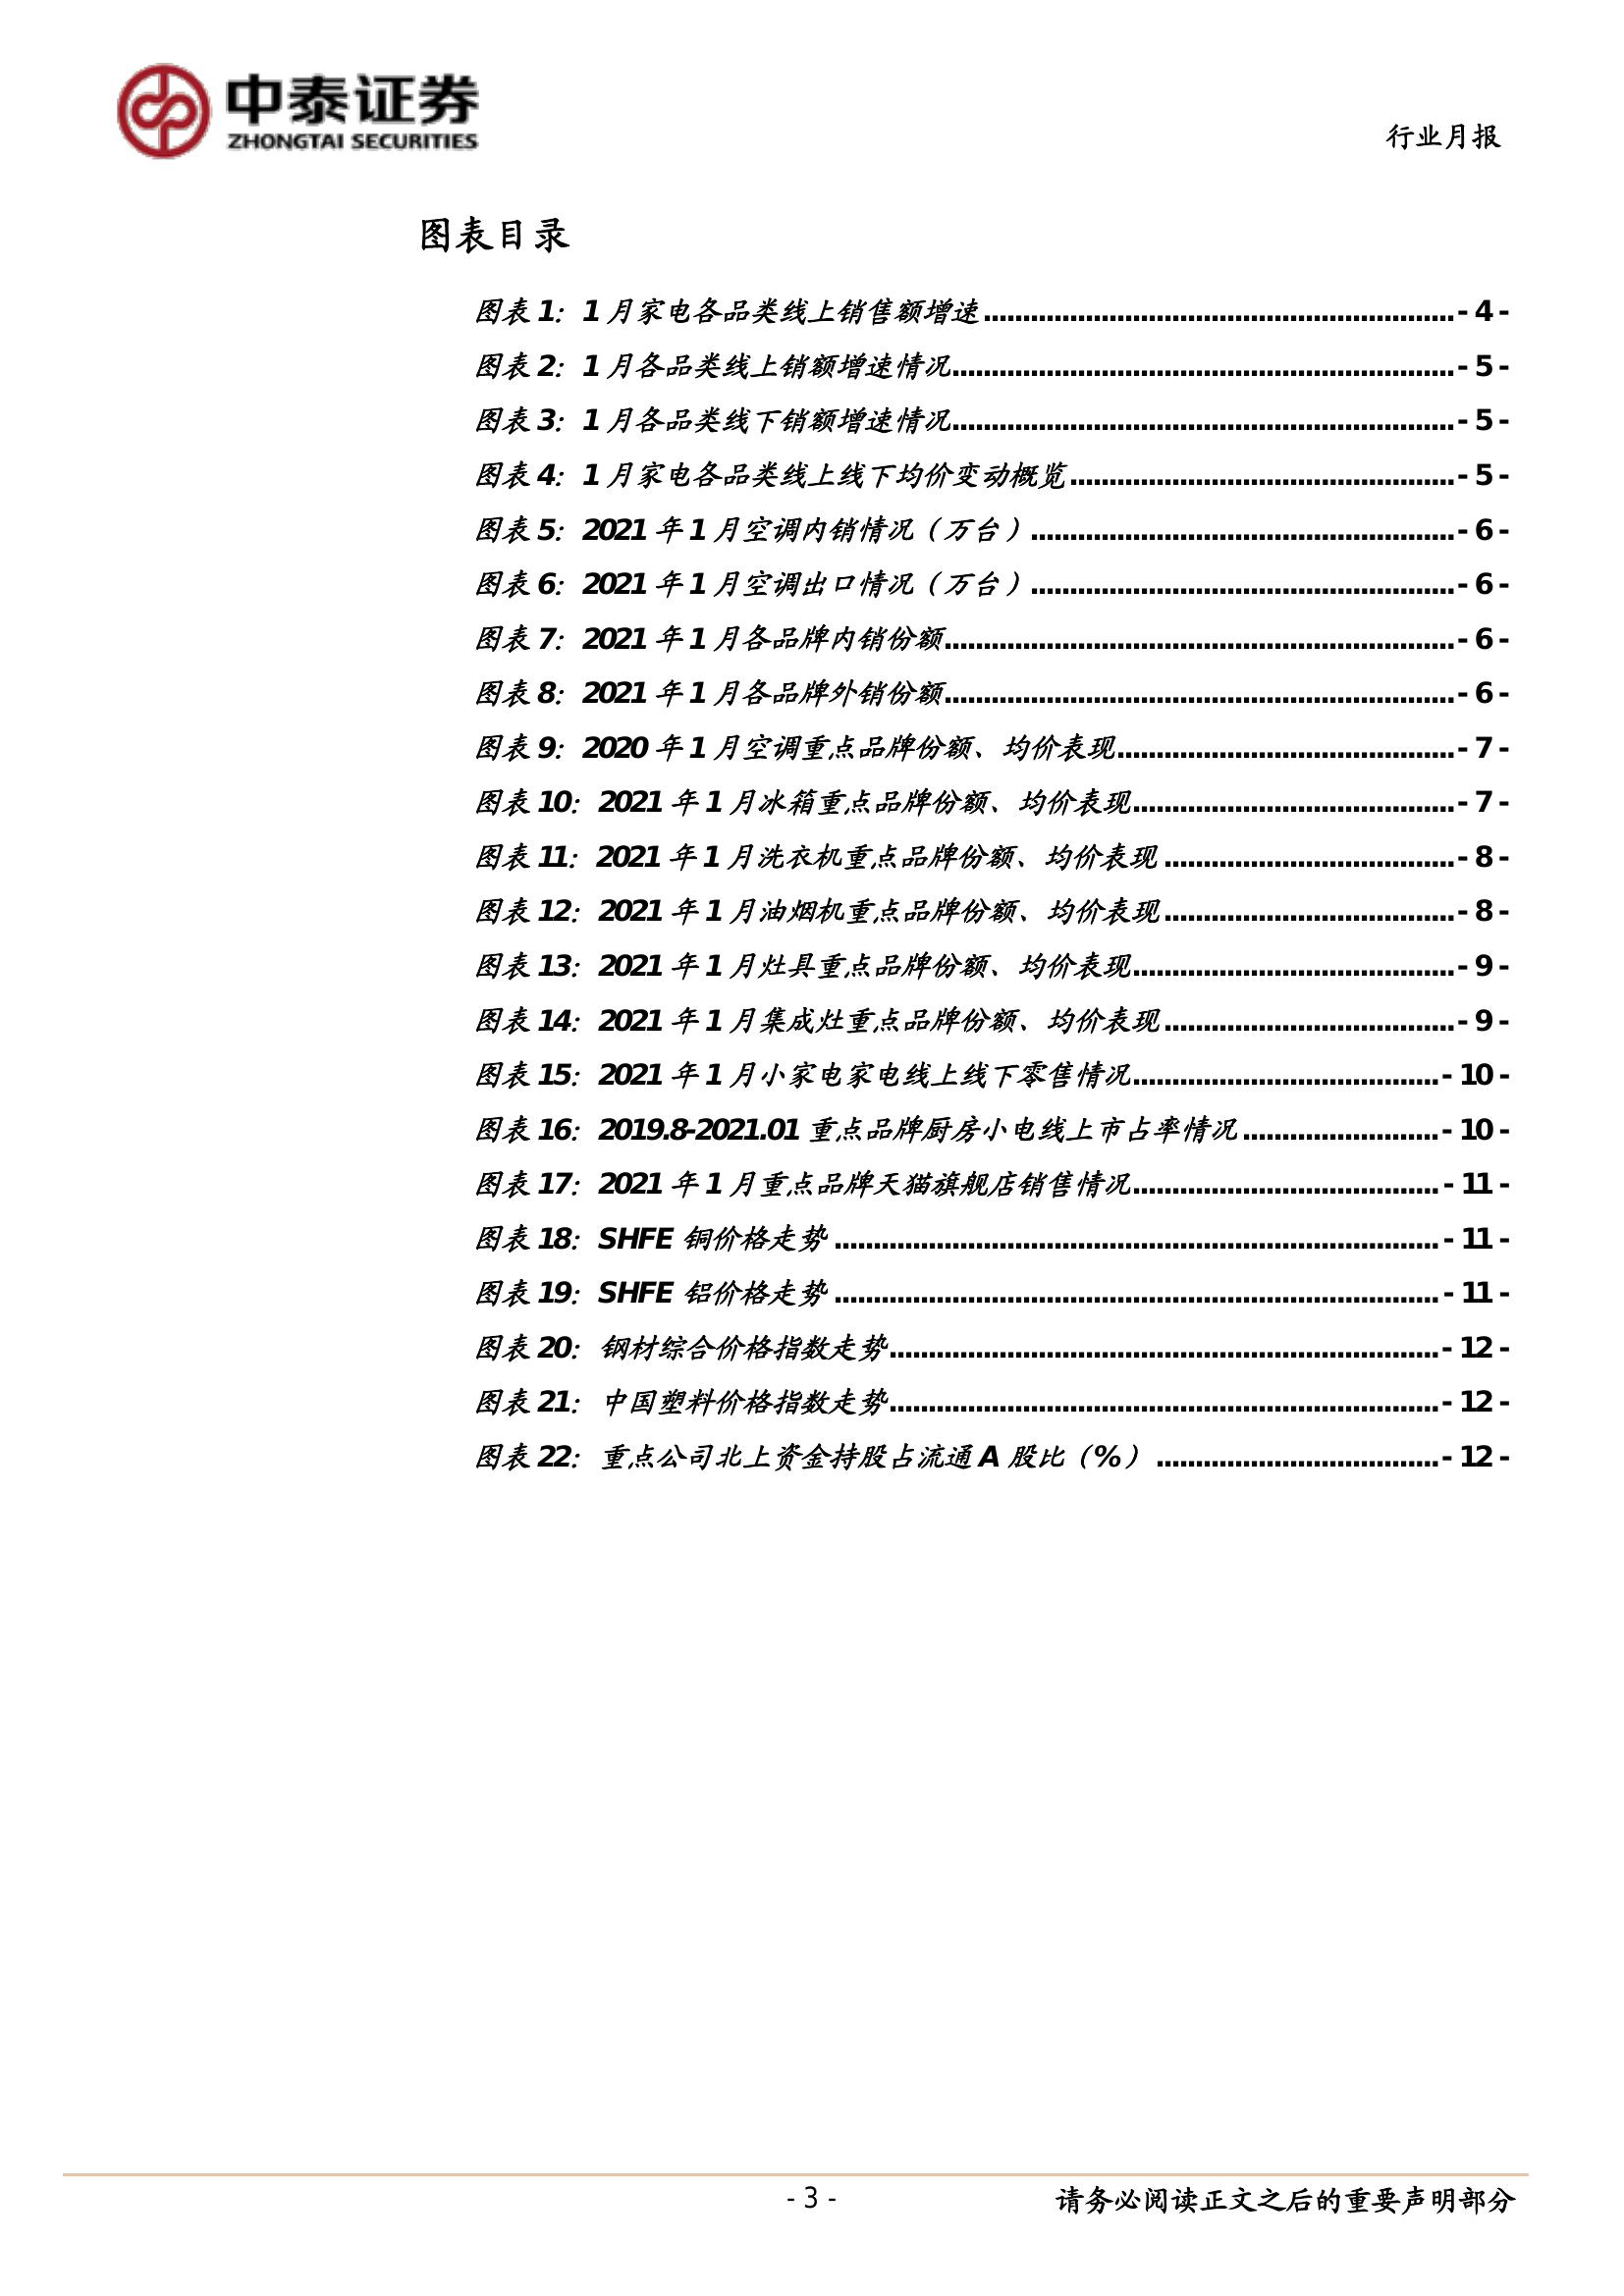 中泰证券
ZHONGTAI SECURITIES
行业月报
图表目录
图表 1：1 月家电各品类线上销售额增速............................................................- 4 -
图表 2：1 月各品类线上销额增速情况................................................................- 5 -
图表 3：1 月各品类线下销额增速情况................................................................- 5 -
图表 4：1 月家电各品类线上线下均价变动概览.................................................- 5 -
图表 5：2021 年 1 月空调内销情况（万台）......................................................- 6 -
图表 6：2021 年 1 月空调出口情况（万台）......................................................- 6 -
图表 7：2021 年 1 月各品牌内销份额.................................................................- 6 -
图表 8：2021 年 1 月各品牌外销份额.................................................................- 6 -
图表 9：2020 年 1 月空调重点品牌份额、均价表现...........................................- 7 -
图表 10：2021 年 1 月冰箱重点品牌份额、均价表现.........................................- 7 -
图表 11：2021 年 1 月洗衣机重点品牌份额、均价表现.....................................- 8 -
图表 12：2021 年 1 月油烟机重点品牌份额、均价表现.....................................- 8 -
图表 13：2021 年 1 月灶具重点品牌份额、均价表现.........................................- 9 -
图表 14：2021 年 1 月集成灶重点品牌份额、均价表现.....................................- 9 -
图表 15：2021 年 1 月小家电家电线上线下零售情况.......................................- 10 -
图表 16：2019.8-2021.01 重点品牌厨房小电线上市占率情况.........................- 10 -
图表 17：2021 年 1 月重点品牌天猫旗舰店销售情况.......................................- 11 -
图表 18：SHFE 铜价格走势.............................................................................- 11 -
图表 19：SHFE 铝价格走势.............................................................................- 11 -
图表 20：钢材综合价格指数走势......................................................................- 12 -
图表 21：中国塑料价格指数走势......................................................................- 12 -
图表 22：重点公司北上资金持股占流通 A 股比（%）....................................- 12 -
- 3 -
请务必阅读正文之后的重要声明部分